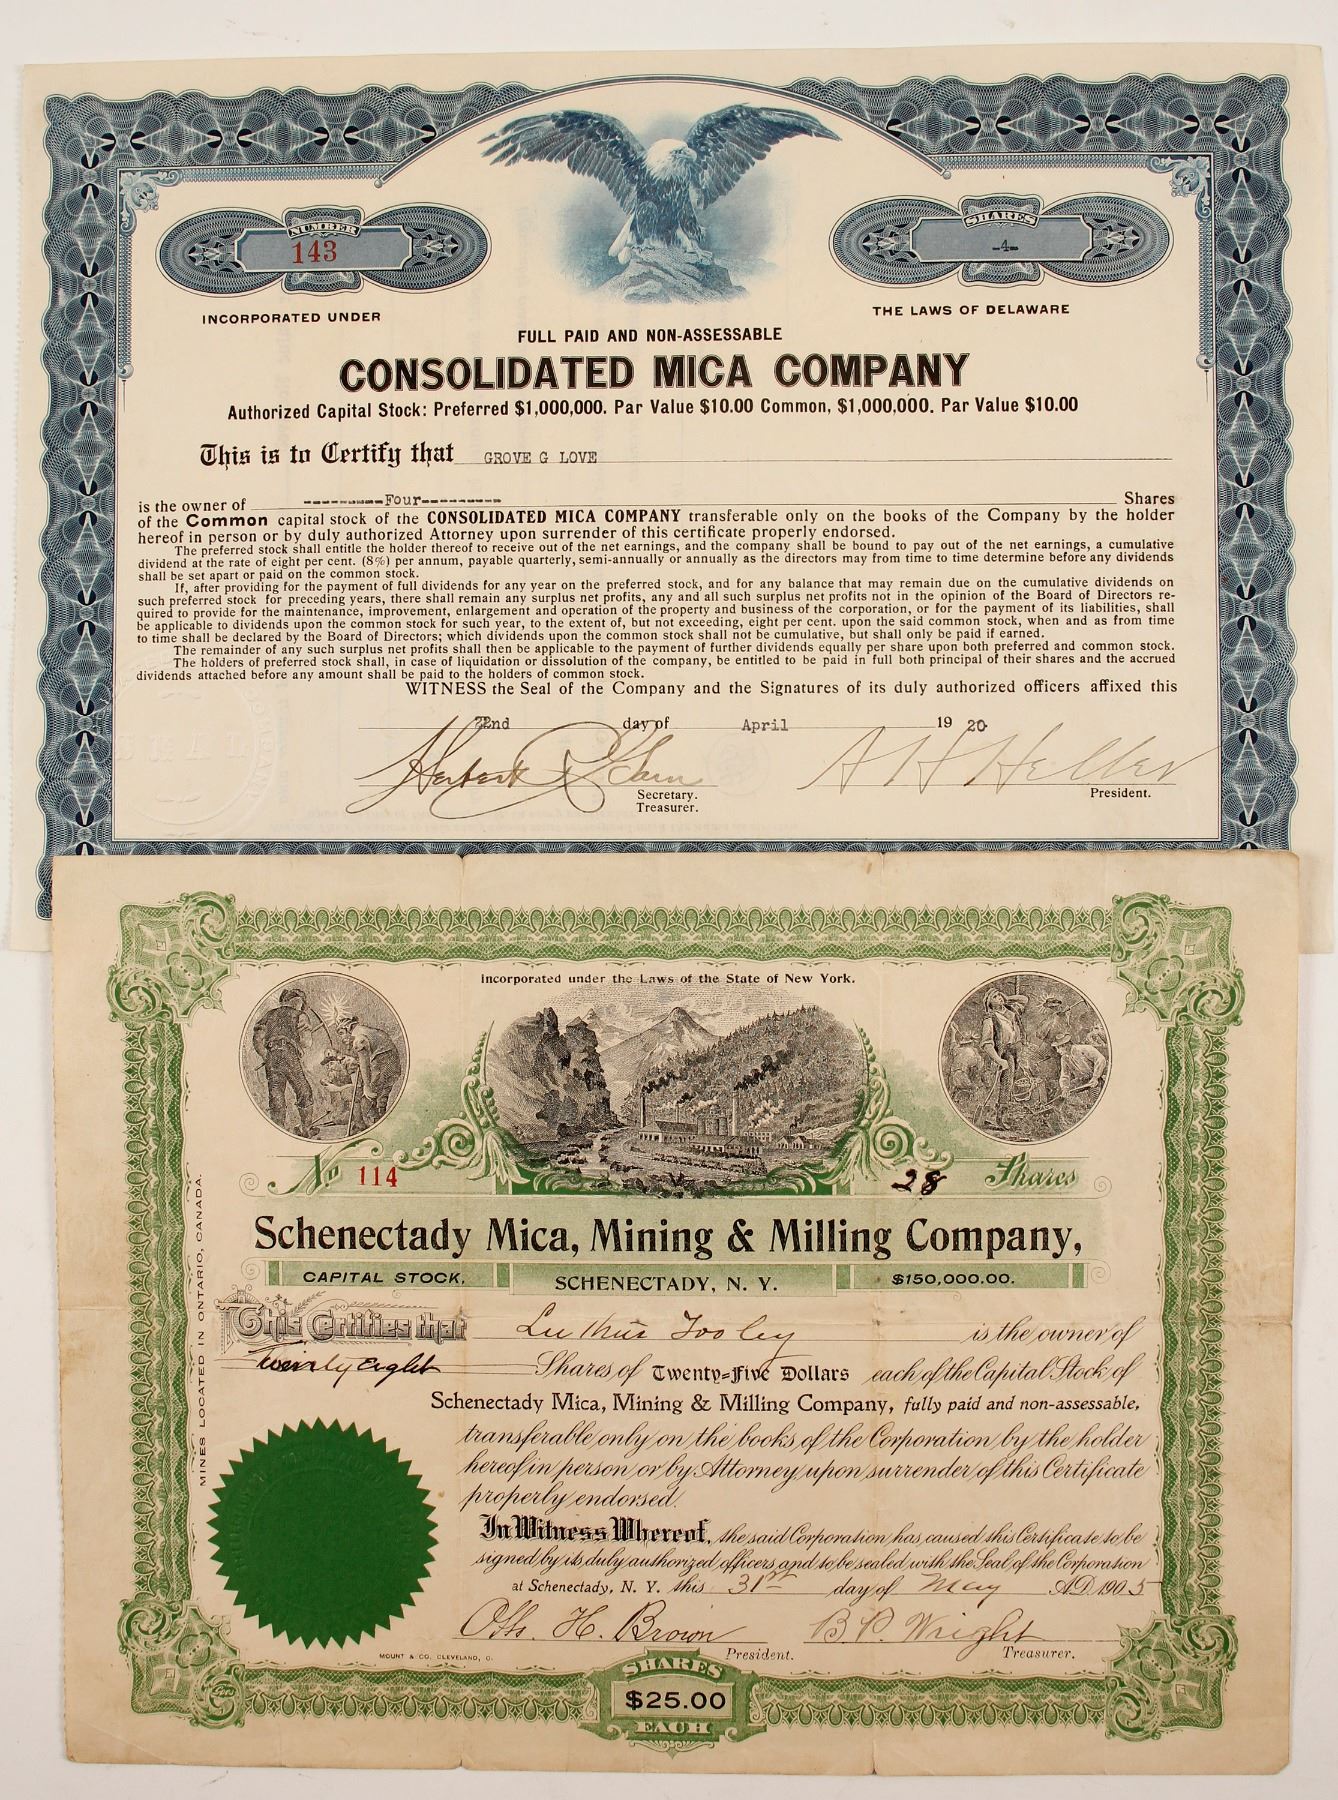 NUMBER
143
SHARES
-4-
INCORPORATED UNDER
THE LAWS OF DELAWARE
FULL PAID AND NON-ASSESSABLE
CONSOLIDATED MICA COMPANY
Authorized Capital Stock: Preferred $1,000,000. Par Value $10.00 Common, $1,000,000. Par Value $10.00
This is to Certify that GROVE G LOVE
is the owner of -------Four------- Shares
of the Common capital stock of the CONSOLIDATED MICA COMPANY transferable only on the books of the Company by the holder
hereof in person or by duly authorized Attorney upon surrender of this certificate properly endorsed.
The preferred stock shall entitle the holder thereof to receive out of the net earnings, and the company shall be bound to pay out of the net earnings, a cumulative
dividend at the rate of eight per cent. (8%) per annum, payable quarterly, semi-annually or annually as the directors may from time to time determine before any dividends
shall be set apart or paid on the common stock.
If, after providing for the payment of full dividends for any year on the preferred stock, and for any balance that may remain due on the cumulative dividends on
such preferred stock for preceding years, there shall remain any surplus net profits, any and all such surplus net profits not in the opinion of the Board of Directors re-
quired to provide for the maintenance, improvement, enlargement and operation of the property and business of the corporation, or for the payment of its liabilities, shall
be applicable to dividends upon the common stock for such year, to the extent of, but not exceeding, eight per cent. upon the said common stock, when and as from time
to time shall be declared by the Board of Directors; which dividends upon the common stock shall not be cumulative, but shall only be paid if earned.
The remainder of any such surplus net profits shall then be applicable to the payment of further dividends equally per share upon both preferred and common stock.
The holders of preferred stock shall, in case of liquidation or dissolution of the company, be entitled to be paid in full both principal of their shares and the accrued
dividends attached before any amount shall be paid to the holders of common stock.
WITNESS the Seal of the Company and the Signatures of its duly authorized officers affixed this
22nd day of April 19 20
Herbert
A H Heller
Secretary.
Treasurer.
President.
Incorporated under the Laws of the State of New York.
No 114
28 Shares
Schenectady Mica, Mining & Milling Company,
CAPITAL STOCK, SCHENECTADY, N. Y. $150,000.00.
MINES LOCATED IN ONTARIO, CANADA.
This Certifies that Luther Tooley is the owner of
Twenty eight Shares of Twenty=Five Dollars each of the Capital Stock of
Schenectady Mica, Mining & Milling Company, fully paid and non-assessable,
transferable only on the books of the Corporation by the holder
hereof in person or by Attorney upon surrender of this Certificate
properly endorsed.
In Witness Whereof, the said Corporation has caused this Certificate to be
signed by its duly authorized officers and to be sealed with the Seal of the Corporation
at Schenectady, N. Y. this 31st day of May A.D. 1905
H. Brown
B. P. Wright
President.
Treasurer.
MOUNT & CO. CLEVELAND, O.
SHARES
$25.00
EACH